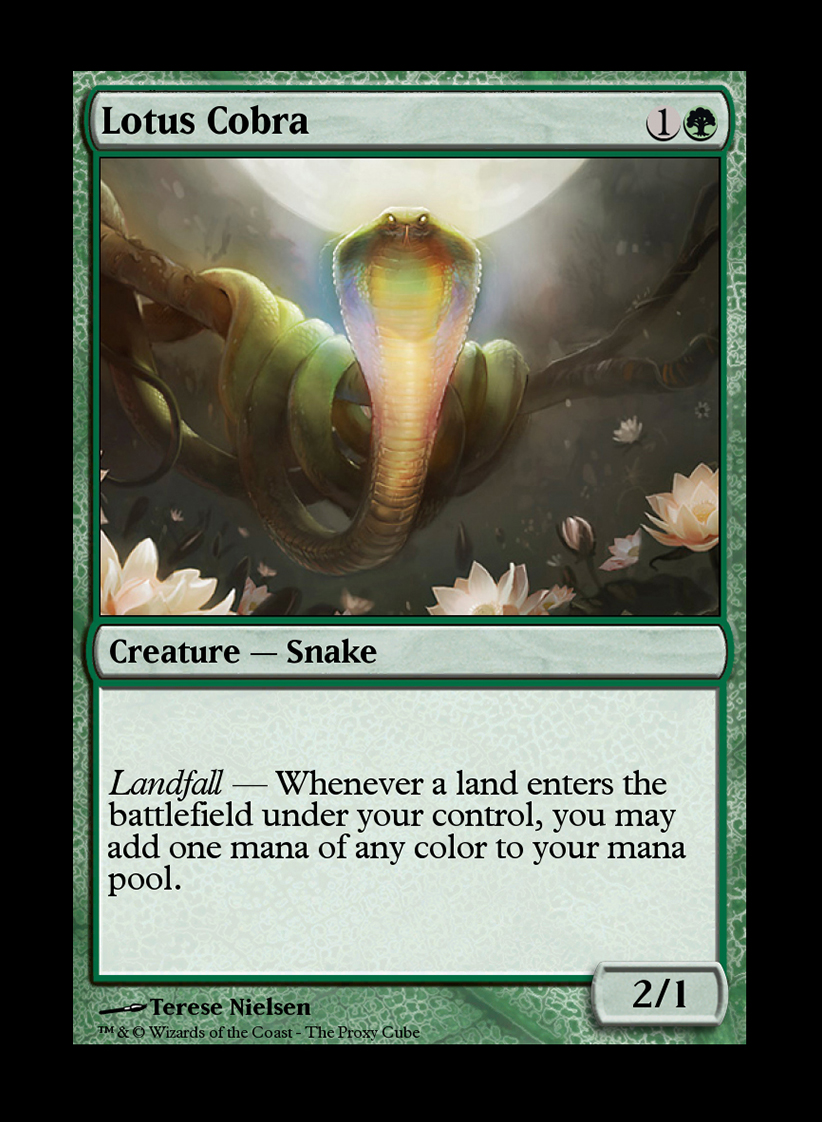 Lotus Cobra 1
Creature — Snake
Landfall — Whenever a land enters the
battlefield under your control, you may
add one mana of any color to your mana
pool.
2/1
Terese Nielsen
™ & © Wizards of the Coast - The Proxy Cube